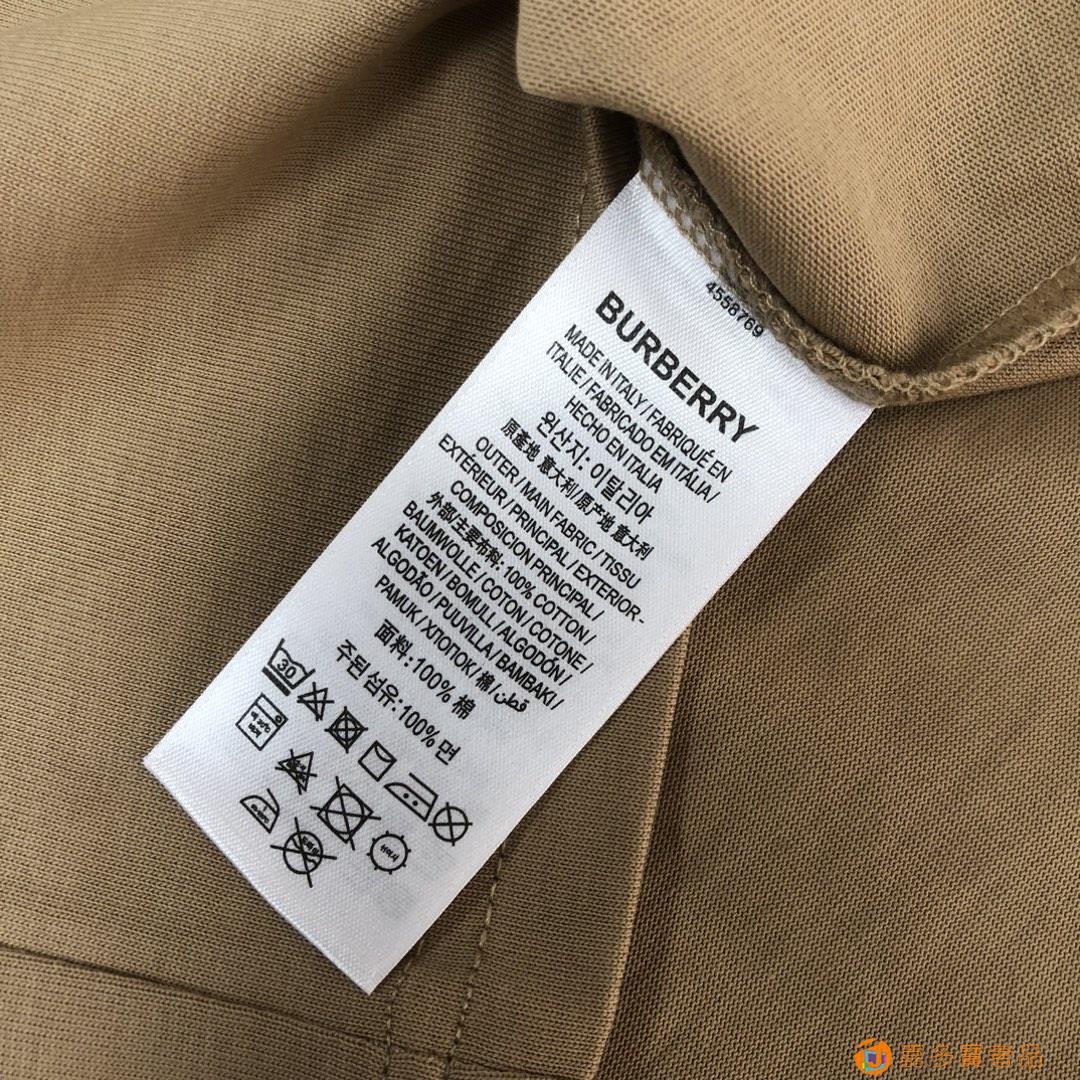 4558769
BURBERRY
MADE IN ITALY / FABRIQUÉ EN
ITALIE / FABRICADO EM ITÁLIA /
HECHO EN ITALIA
원산지: 이탈리아
原產地 意大利/原产地 意大利
OUTER / MAIN FABRIC / TISSU
EXTÉRIEUR / PRINCIPAL / EXTERIOR -
COMPOSICION PRINCIPAL /
外部/主要布料: 100% COTTON /
BAUMWOLLE / COTON / COTONE /
KATOEN / BOMULL / ALGODÓN /
ALGODÃO / PUUVILLA / BAMBAKI /
PAMUK / ХЛОПОК / 棉 / قطن
面料: 100% 棉
주된섬유: 100% 면
30